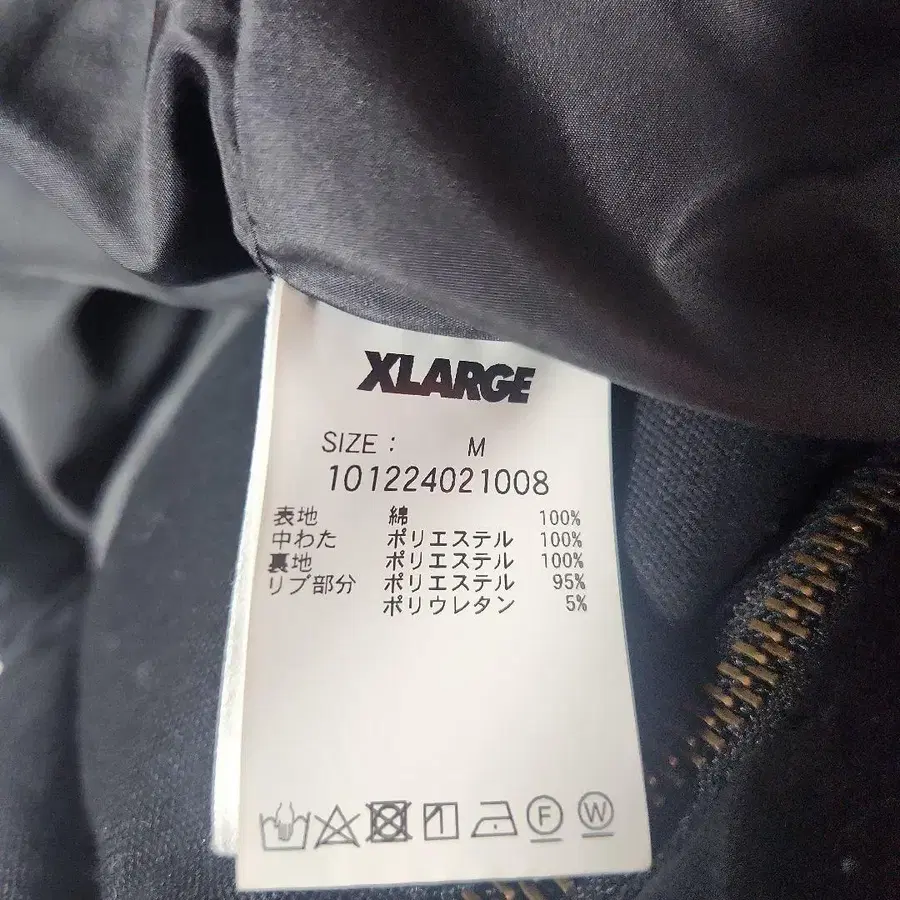 XLARGE
SIZE : M
101224021008
表地 綿 100%
中わた ポリエステル 100%
裏地 ポリエステル 100%
リブ部分 ポリエステル 95%
ポリウレタン 5%
F W